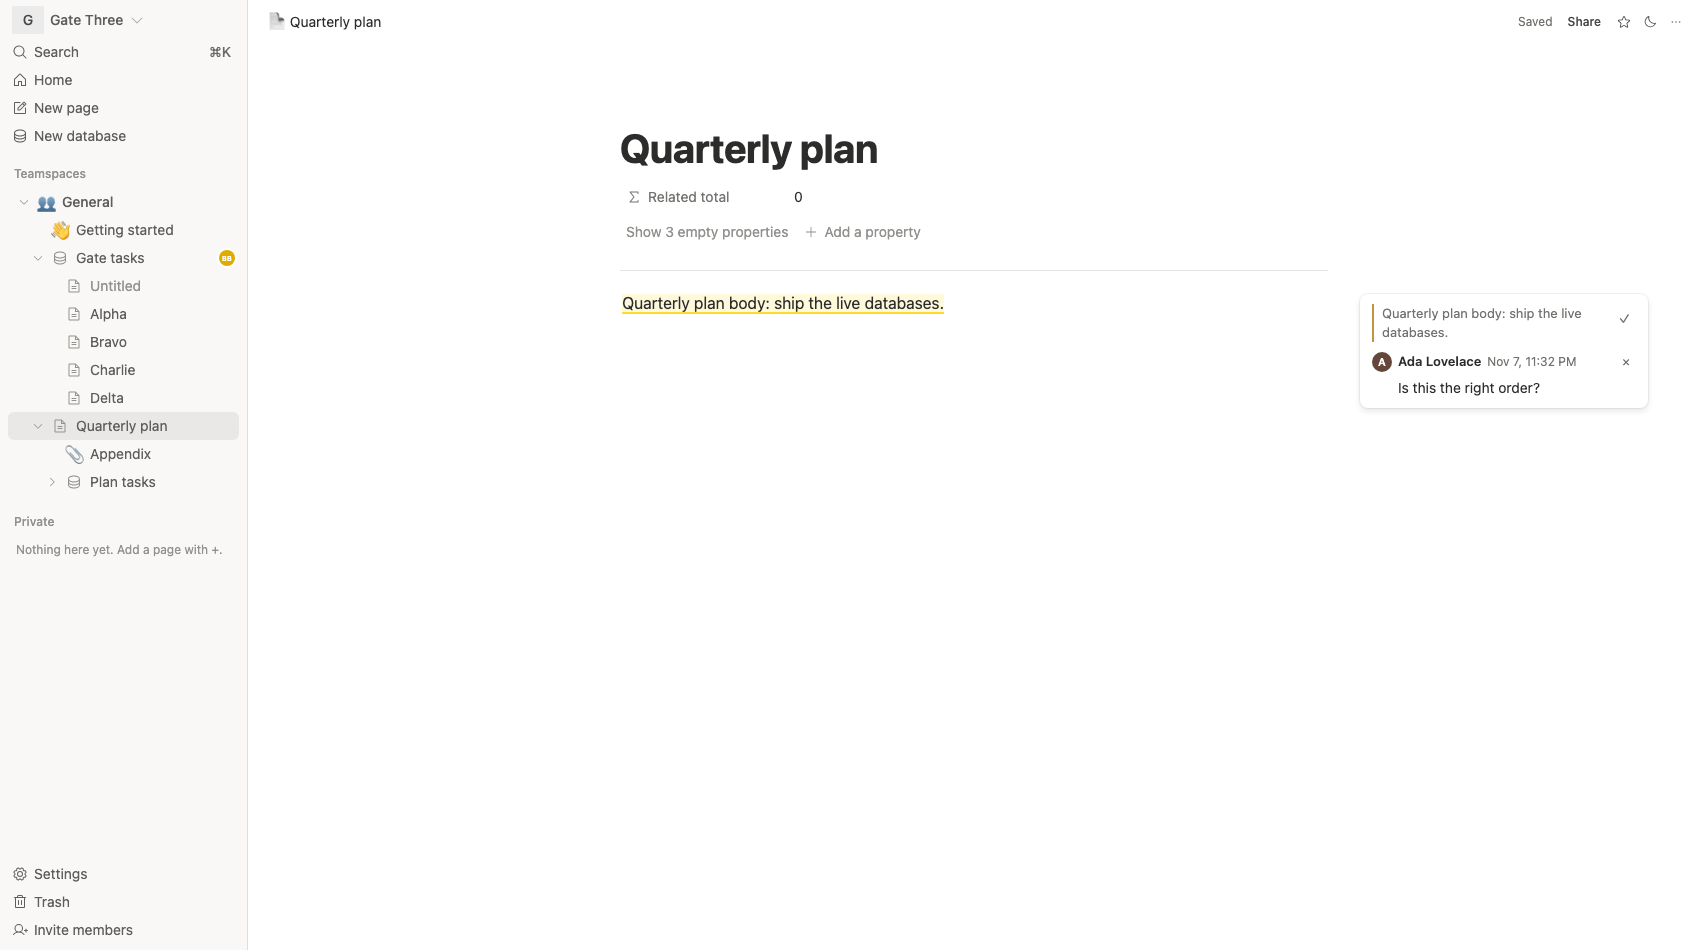 G Gate Three
Search ⌘K
Home
New page
New database
Teamspaces
General
Getting started
Gate tasks BB
Untitled
Alpha
Bravo
Charlie
Delta
Quarterly plan
Appendix
Plan tasks
Private
Nothing here yet. Add a page with +.
Settings
Trash
Invite members
Quarterly plan
Saved Share
Quarterly plan
Related total 0
Show 3 empty properties + Add a property
Quarterly plan body: ship the live databases.
Quarterly plan body: ship the live
databases.
A Ada Lovelace Nov 7, 11:32 PM
Is this the right order?